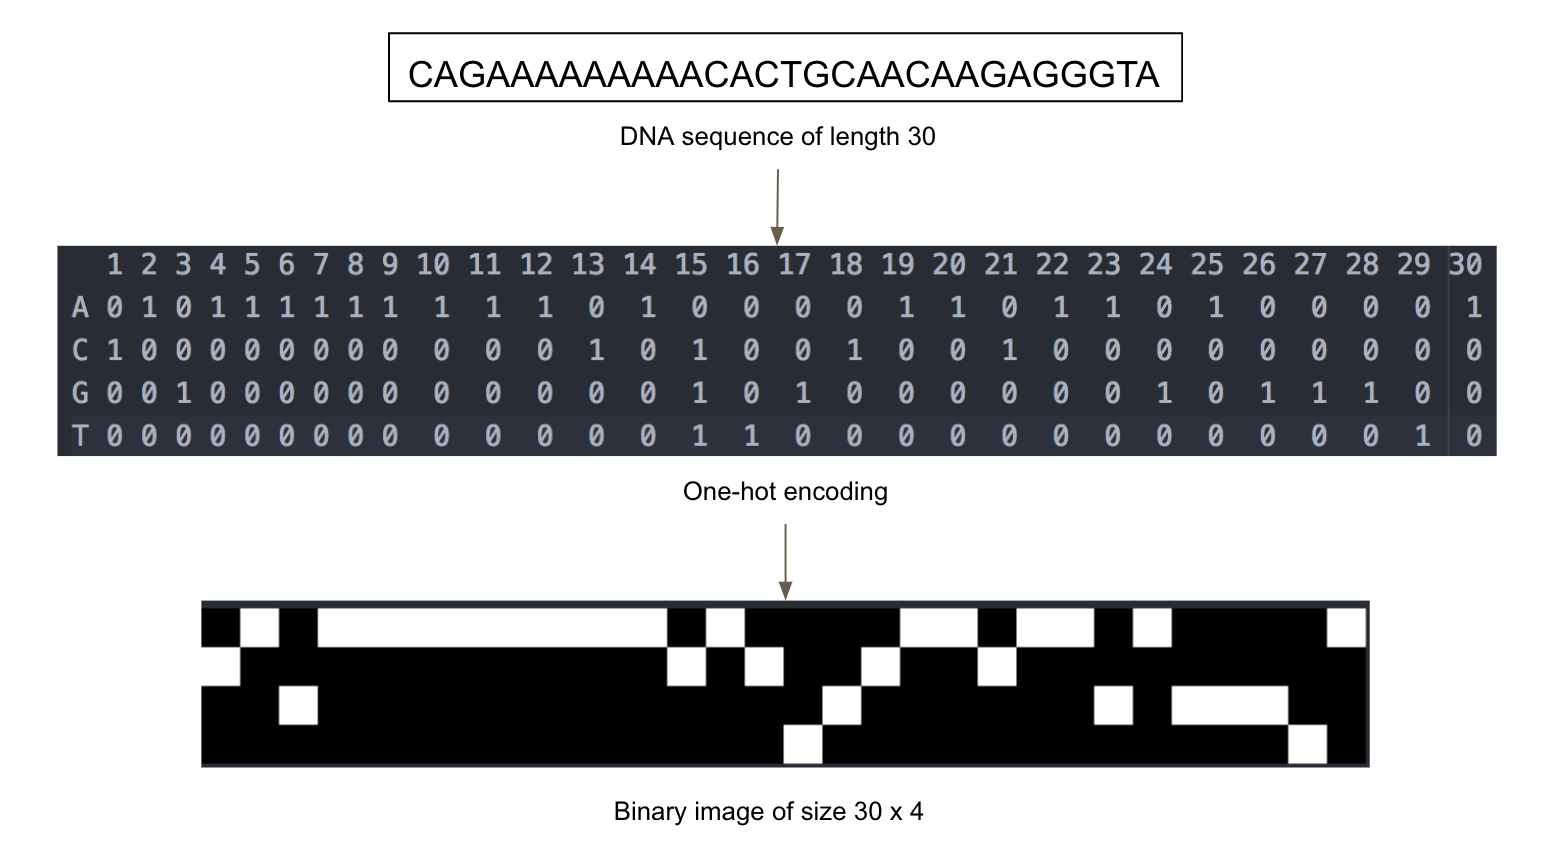 CAGAAAAAAAAACACTGCAACAAGAGGGTA
DNA sequence of length 30
1 2 3 4 5 6 7 8 9 10 11 12 13 14 15 16 17 18 19 20 21 22 23 24 25 26 27 28 29 30
A 0 1 0 1 1 1 1 1 1 1 1 1 0 1 0 0 0 0 1 1 0 1 1 0 1 0 0 0 0 1
C 1 0 0 0 0 0 0 0 0 0 0 0 1 0 1 0 0 1 0 0 1 0 0 0 0 0 0 0 0 0
G 0 0 1 0 0 0 0 0 0 0 0 0 0 0 1 0 1 0 0 0 0 0 0 1 0 1 1 1 0 0
T 0 0 0 0 0 0 0 0 0 0 0 0 0 0 1 1 0 0 0 0 0 0 0 0 0 0 0 0 1 0
One-hot encoding
Binary image of size 30 x 4